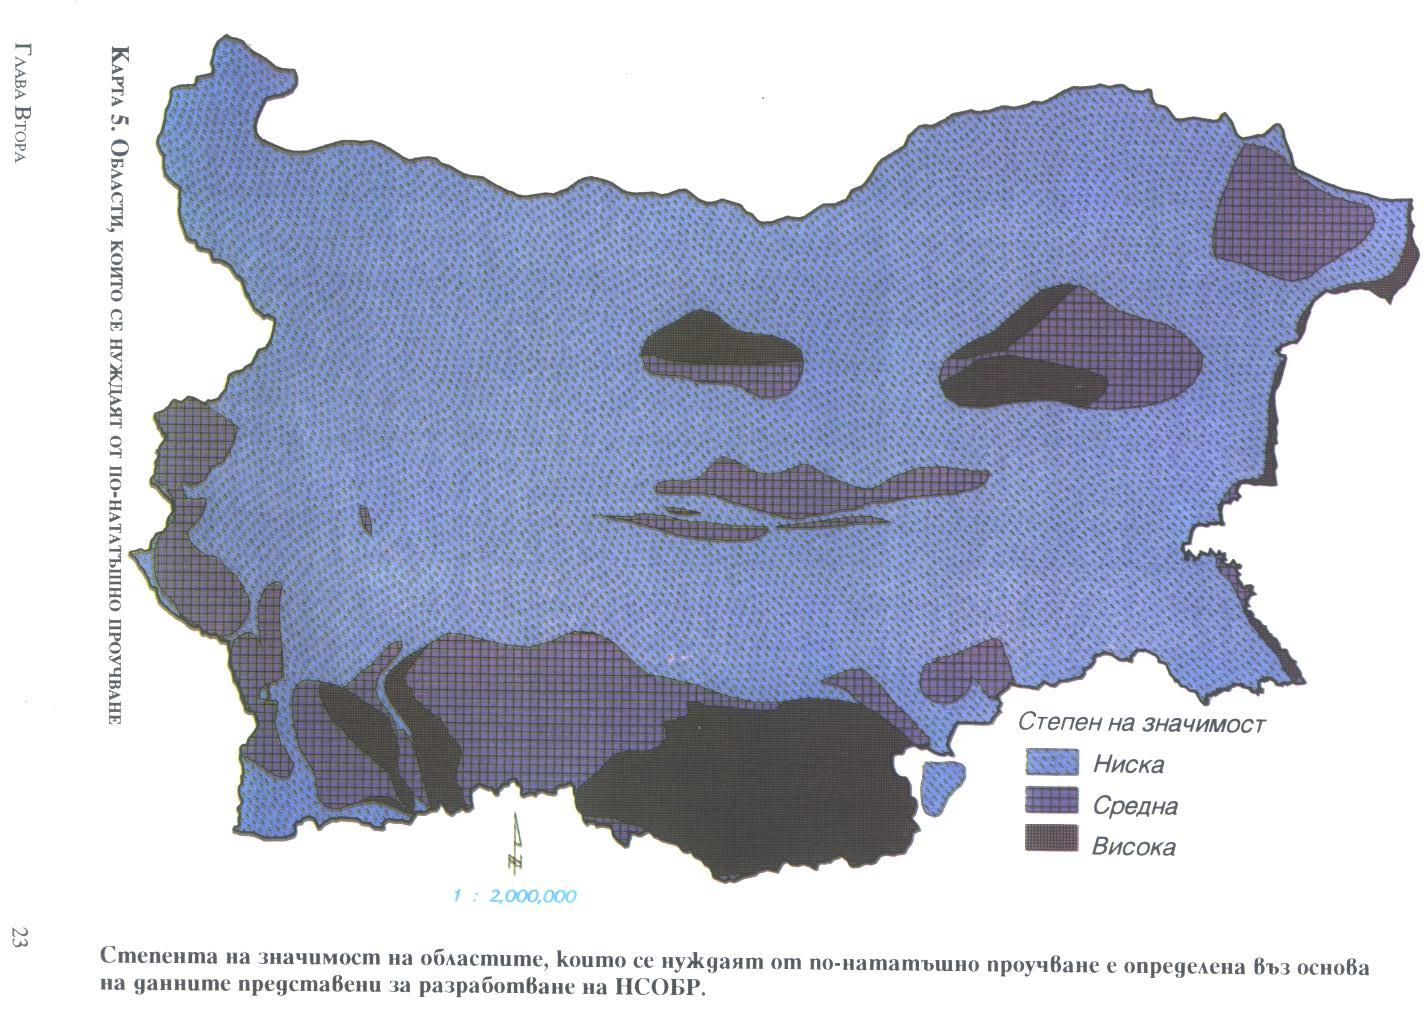 Глава Втора
Карта 5. Области, които се нуждаят от по-нататъшно проучване
Степен на значимост
Ниска
Средна
Висока
N
1 : 2,000,000
Степента на значимост на областите, които се нуждаят от по-нататъшно проучване е определена въз основа
на данните представени за разработване на НСОБР.
23